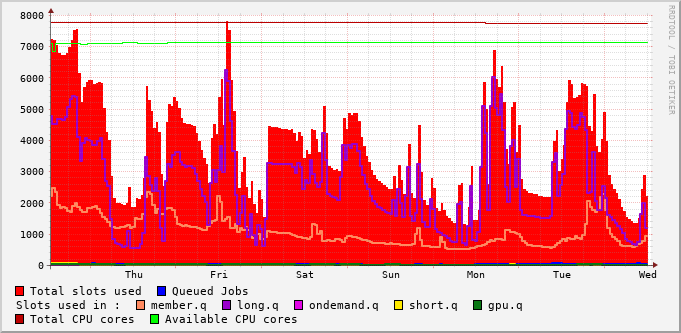 8000
7000
6000
5000
4000
3000
2000
1000
0
Thu Fri Sat Sun Mon Tue Wed
RRDTOOL / TOBI OETIKER
Total slots used Queued Jobs
Slots used in : member.q long.q ondemand.q short.q gpu.q
Total CPU cores Available CPU cores